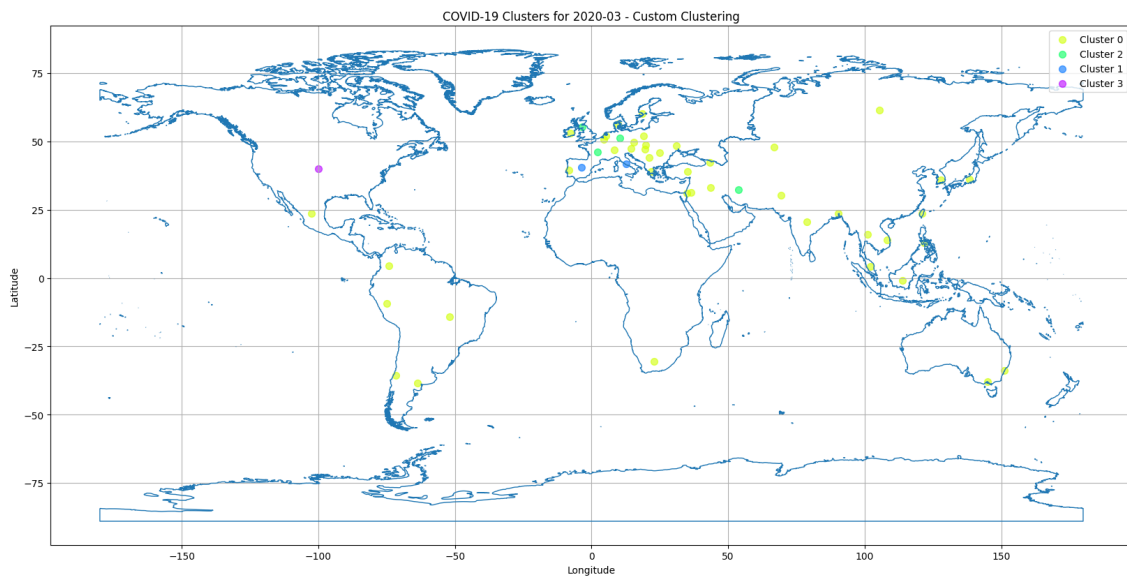 COVID-19 Clusters for 2020-03 - Custom Clustering
Cluster 0
Cluster 2
Cluster 1
Cluster 3
Latitude
75
50
25
0
−25
−50
−75
−150
−100
−50
0
50
100
150
Longitude